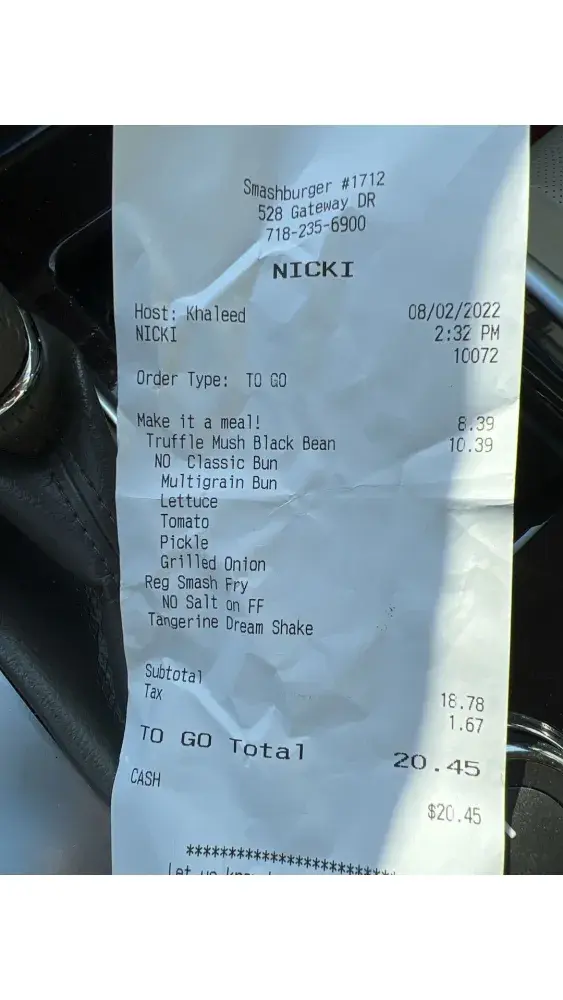 Smashburger #1712
528 Gateway DR
718-235-6900
NICKI
Host: Khaleed 08/02/2022
NICKI 2:32 PM
10072
Order Type: TO GO
Make it a meal! 8.39
Truffle Mush Black Bean 10.39
NO Classic Bun
Multigrain Bun
Lettuce
Tomato
Pickle
Grilled Onion
Reg Smash Fry
NO Salt on FF
Tangerine Dream Shake
Subtotal 18.78
Tax 1.67
TO GO Total 20.45
CASH $20.45
*************************
Let us